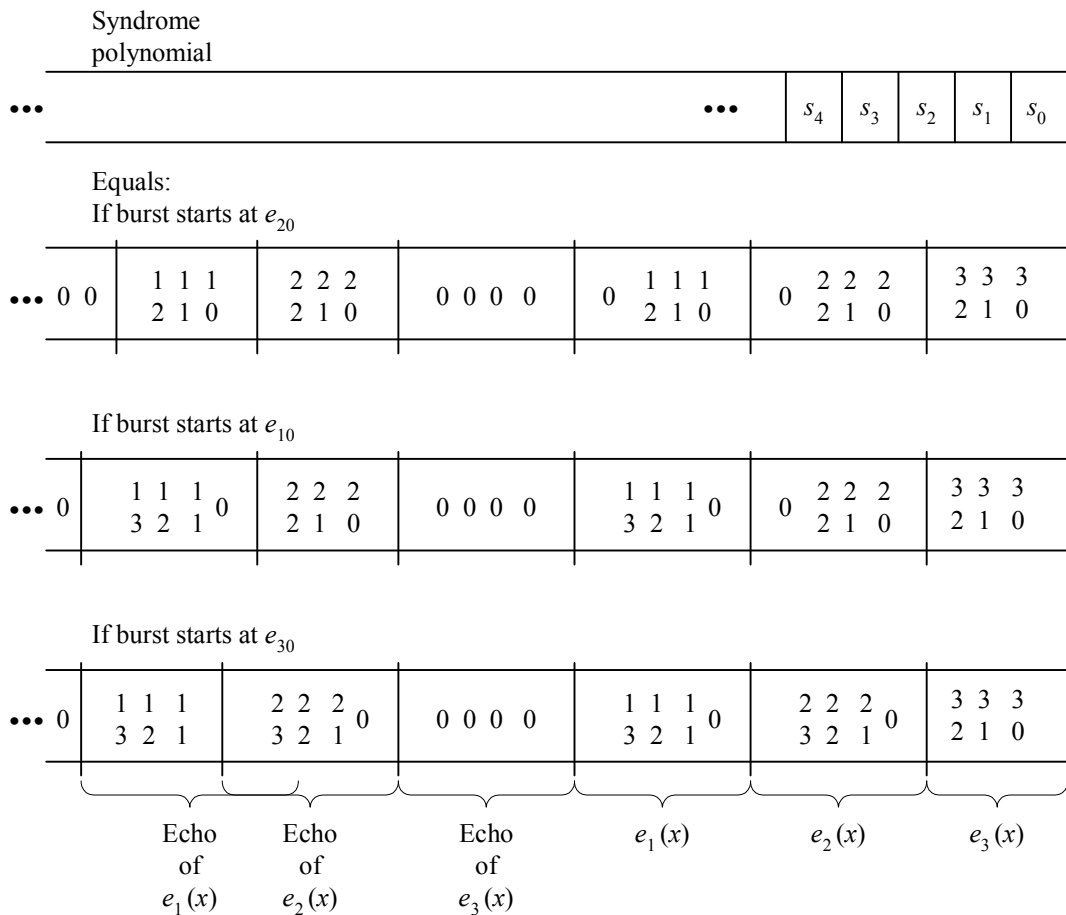 Syndrome
polynomial
••• ••• s₄ s₃ s₂ s₁ s₀
Equals:
If burst starts at e₂₀
1 1 1 2 2 2 1 1 1 2 2 2 3 3 3
••• 0 0 0 0 0 0 0 0
2 1 0 2 1 0 2 1 0 2 1 0 2 1 0
If burst starts at e₁₀
1 1 1 2 2 2 1 1 1 2 2 2 3 3 3
••• 0 0 0 0 0 0 0 0
3 2 1 2 1 0 3 2 1 2 1 0 2 1 0
If burst starts at e₃₀
1 1 1 2 2 2 1 1 1 2 2 2 3 3 3
••• 0 0 0 0 0 0 0 0
3 2 1 3 2 1 3 2 1 3 2 1 2 1 0
Echo
of
e₁(x)
Echo
of
e₂(x)
Echo
of
e₃(x)
e₁(x)
e₂(x)
e₃(x)